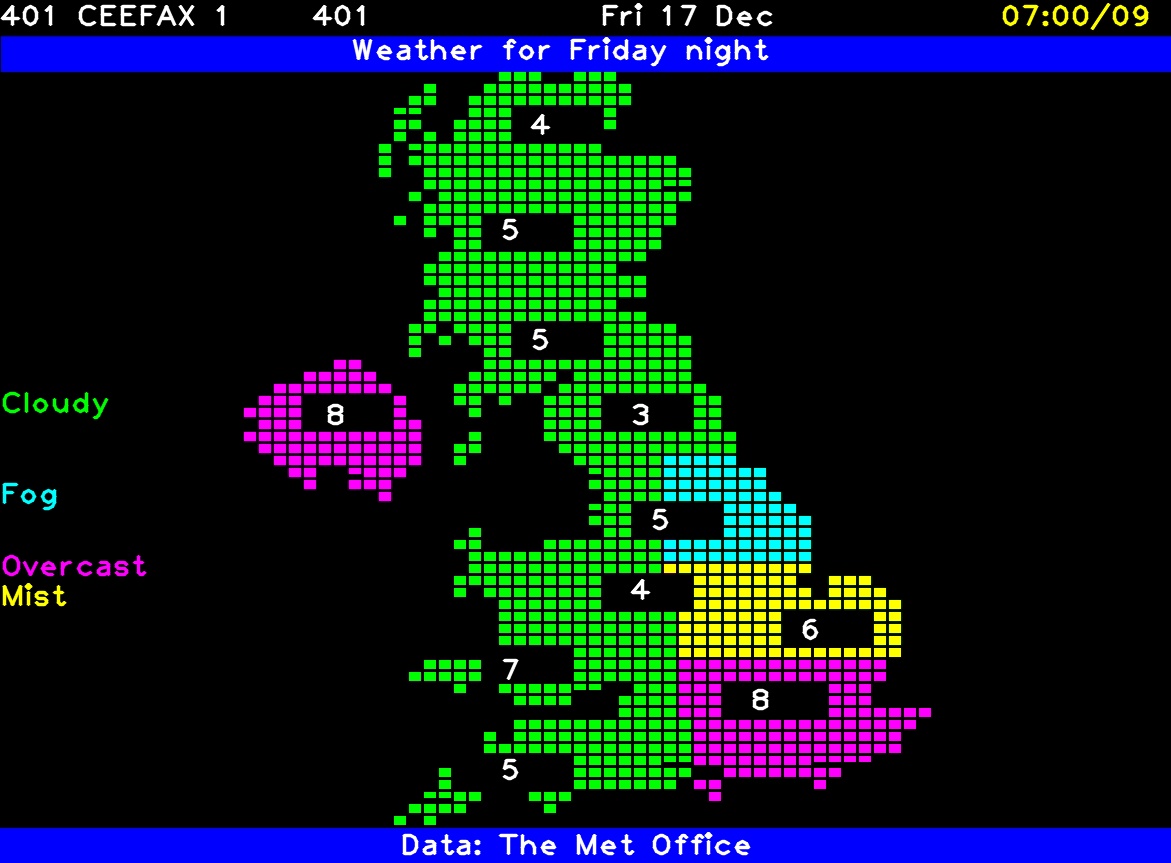 401 CEEFAX 1 401 Fri 17 Dec 07:00/09
Weather for Friday night
4
5
5
Cloudy
8
3
Fog
5
Overcast
4
Mist
6
7
8
5
Data: The Met Office